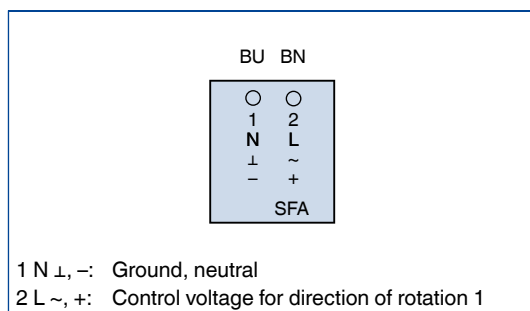 BU BN
1 2
N L
⊥ ~
– +
SFA
1 N ⊥, –: Ground, neutral
2 L ~, +: Control voltage for direction of rotation 1